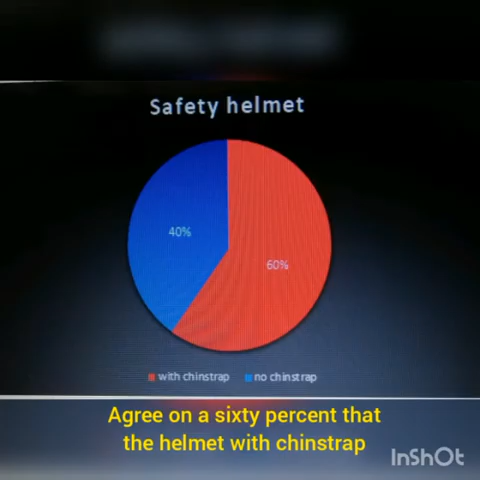 Safety helmet
40%
60%
with chinstrap no chinstrap
Agree on a sixty percent that
the helmet with chinstrap
InShOt